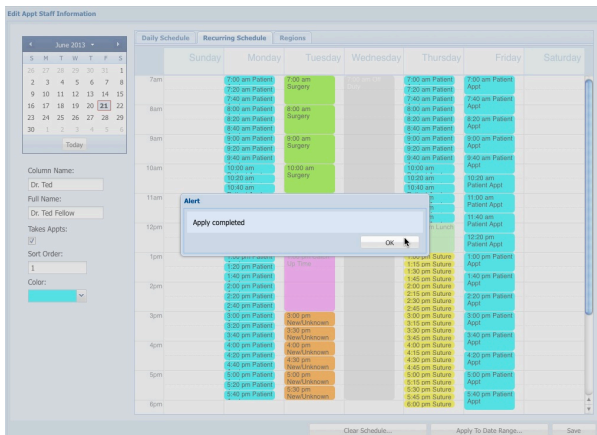 Edit Appt Staff Information
Daily Schedule Recurring Schedule Regions
June 2013
S M T W T F S
26 27 28 29 30 31 1
2 3 4 5 6 7 8
9 10 11 12 13 14 15
16 17 18 19 20 21 22
23 24 25 26 27 28 29
30 1 2 3 4 5 6
Today
Column Name:
Dr. Ted
Full Name:
Dr. Ted Fellow
Takes Appts:
Sort Order:
1
Color:
Sunday Monday Tuesday Wednesday Thursday Friday Saturday
7am
8am
9am
10am
11am
12pm
1pm
2pm
3pm
4pm
5pm
6pm
7:00 am Patient
7:20 am Patient
7:40 am Patient
8:00 am Patient
8:20 am Patient
8:40 am Patient
9:00 am Patient
9:20 am Patient
9:40 am Patient
10:00 am
10:20 am
10:40 am
1:00 pm Patient
1:20 pm Patient
1:40 pm Patient
2:00 pm Patient
2:20 pm Patient
2:40 pm Patient
3:00 pm Patient
3:20 pm Patient
3:40 pm Patient
4:00 pm Patient
4:20 pm Patient
4:40 pm Patient
5:00 pm Patient
5:20 pm Patient
5:40 pm Patient
7:00 am
Surgery
8:00 am
Surgery
9:00 am
Surgery
10:00 am
Surgery
Up Time
3:00 pm
New/Unknown
3:30 pm
New/Unknown
4:00 pm
New/Unknown
4:30 pm
New/Unknown
5:00 pm
New/Unknown
5:30 pm
New/Unknown
7:00 am Patient
7:20 am Patient
7:40 am Patient
8:00 am Patient
8:20 am Patient
8:40 am Patient
9:00 am Patient
9:20 am Patient
9:40 am Patient
10:00 am
10:20 am
10:40 am
Lunch
1:00 pm Suture
1:15 pm Suture
1:30 pm Suture
1:45 pm Suture
2:00 pm Suture
2:15 pm Suture
2:30 pm Suture
2:45 pm Suture
3:00 pm Suture
3:15 pm Suture
3:30 pm Suture
3:45 pm Suture
4:00 pm Suture
4:15 pm Suture
4:30 pm Suture
4:45 pm Suture
5:00 pm Suture
5:15 pm Suture
5:30 pm Suture
5:45 pm Suture
6:00 pm Suture
7:00 am Patient
Appt
7:40 am Patient
Appt
8:20 am Patient
Appt
9:00 am Patient
Appt
9:40 am Patient
Appt
10:20 am
Patient Appt
11:00 am
Patient Appt
11:40 am
Patient Appt
12:20 pm
Patient Appt
1:00 pm Patient
Appt
1:40 pm Patient
Appt
2:20 pm Patient
Appt
3:00 pm Patient
Appt
3:40 pm Patient
Appt
4:20 pm Patient
Appt
5:00 pm Patient
Appt
5:40 pm Patient
Appt
Alert
Apply completed
OK
Clear Schedule... Apply To Date Range... Save